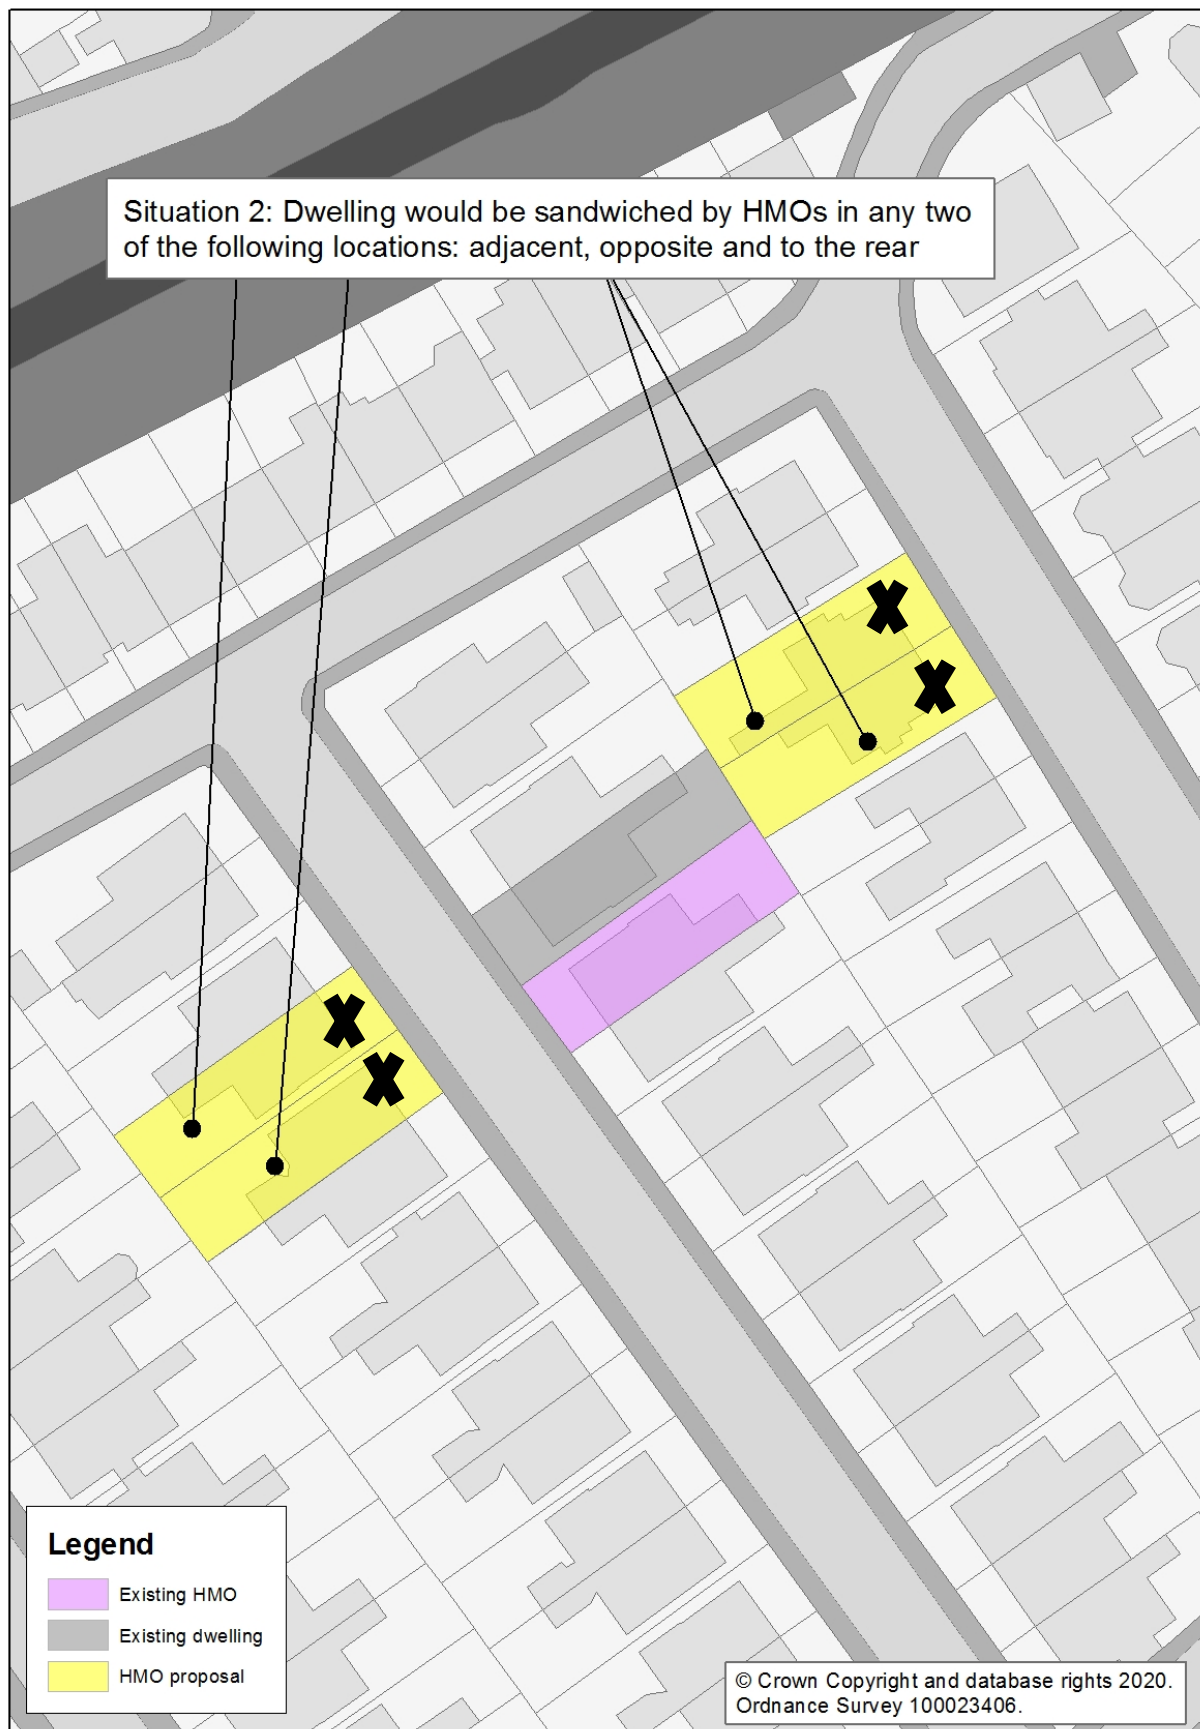 Situation 2: Dwelling would be sandwiched by HMOs in any two
of the following locations: adjacent, opposite and to the rear
Legend
Existing HMO
Existing dwelling
HMO proposal
© Crown Copyright and database rights 2020.
Ordnance Survey 100023406.